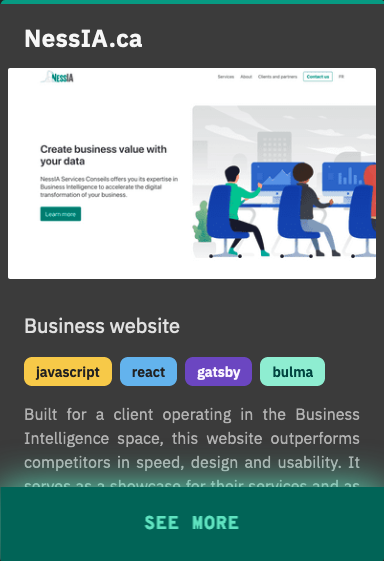 NessIA.ca
NessIA
Services About Clients and partners Contact us FR
Create business value with
your data
NessIA Services Conseils offers you its expertise in
Business Intelligence to accelerate the digital
transformation of your business.
Learn more
Business website
javascript react gatsby bulma
Built for a client operating in the Business
Intelligence space, this website outperforms
competitors in speed, design and usability. It
serves as a showcase for their services and as
SEE MORE